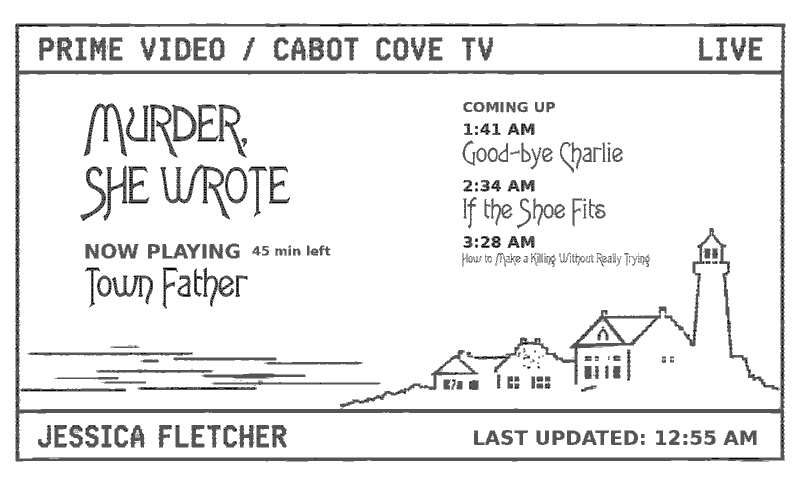 PRIME VIDEO / CABOT COVE TV
LIVE
MURDER,
SHE WROTE
NOW PLAYING 45 min left
Town Father
COMING UP
1:41 AM
Good-bye Charlie
2:34 AM
If the Shoe Fits
3:28 AM
How to Make a Killing Without Really Trying
JESSICA FLETCHER
LAST UPDATED: 12:55 AM